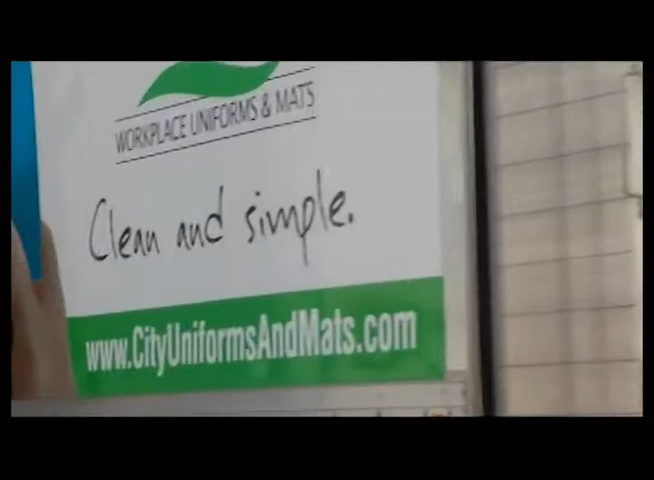 WORKPLACE UNIFORMS & MATS
Clean and simple.
www.CityUniformsAndMats.com